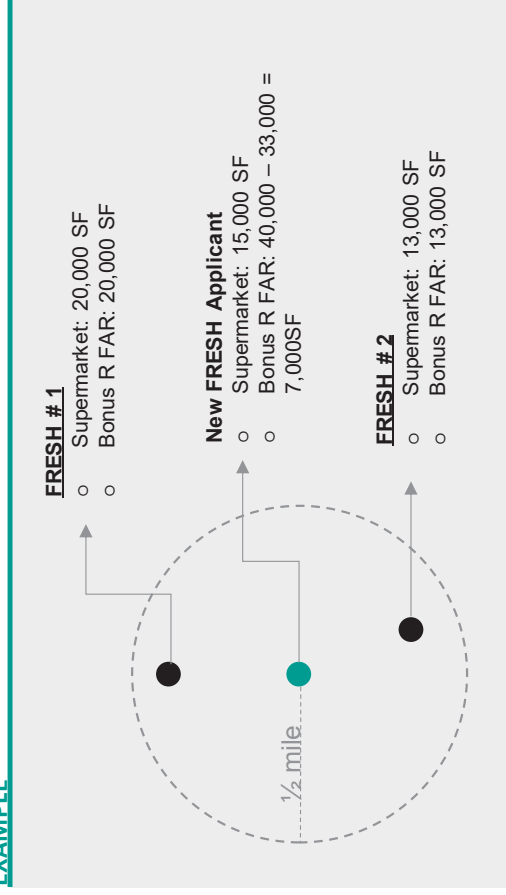 EXAMPLE
FRESH # 1
o Supermarket: 20,000 SF
o Bonus R FAR: 20,000 SF
New FRESH Applicant
o Supermarket: 15,000 SF
o Bonus R FAR: 40,000 – 33,000 =
7,000SF
FRESH # 2
o Supermarket: 13,000 SF
o Bonus R FAR: 13,000 SF
½ mile